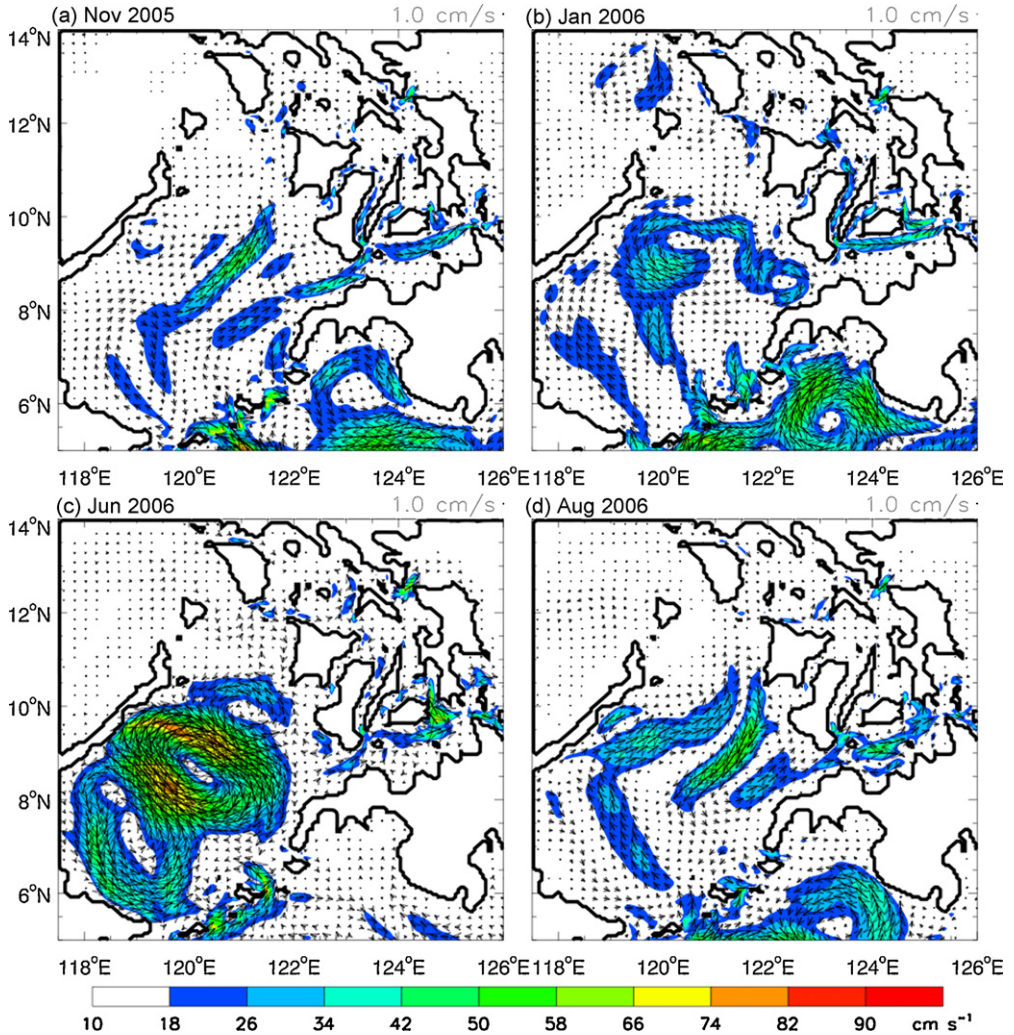 (a) Nov 2005 1.0 cm/s (b) Jan 2006 1.0 cm/s
14°N
12°N
10°N
8°N
6°N
118°E 120°E 122°E 124°E 126°E 118°E 120°E 122°E 124°E 126°E
(c) Jun 2006 1.0 cm/s (d) Aug 2006 1.0 cm/s
14°N
12°N
10°N
8°N
6°N
118°E 120°E 122°E 124°E 126°E 118°E 120°E 122°E 124°E 126°E
10 18 26 34 42 50 58 66 74 82 90 cm s⁻¹